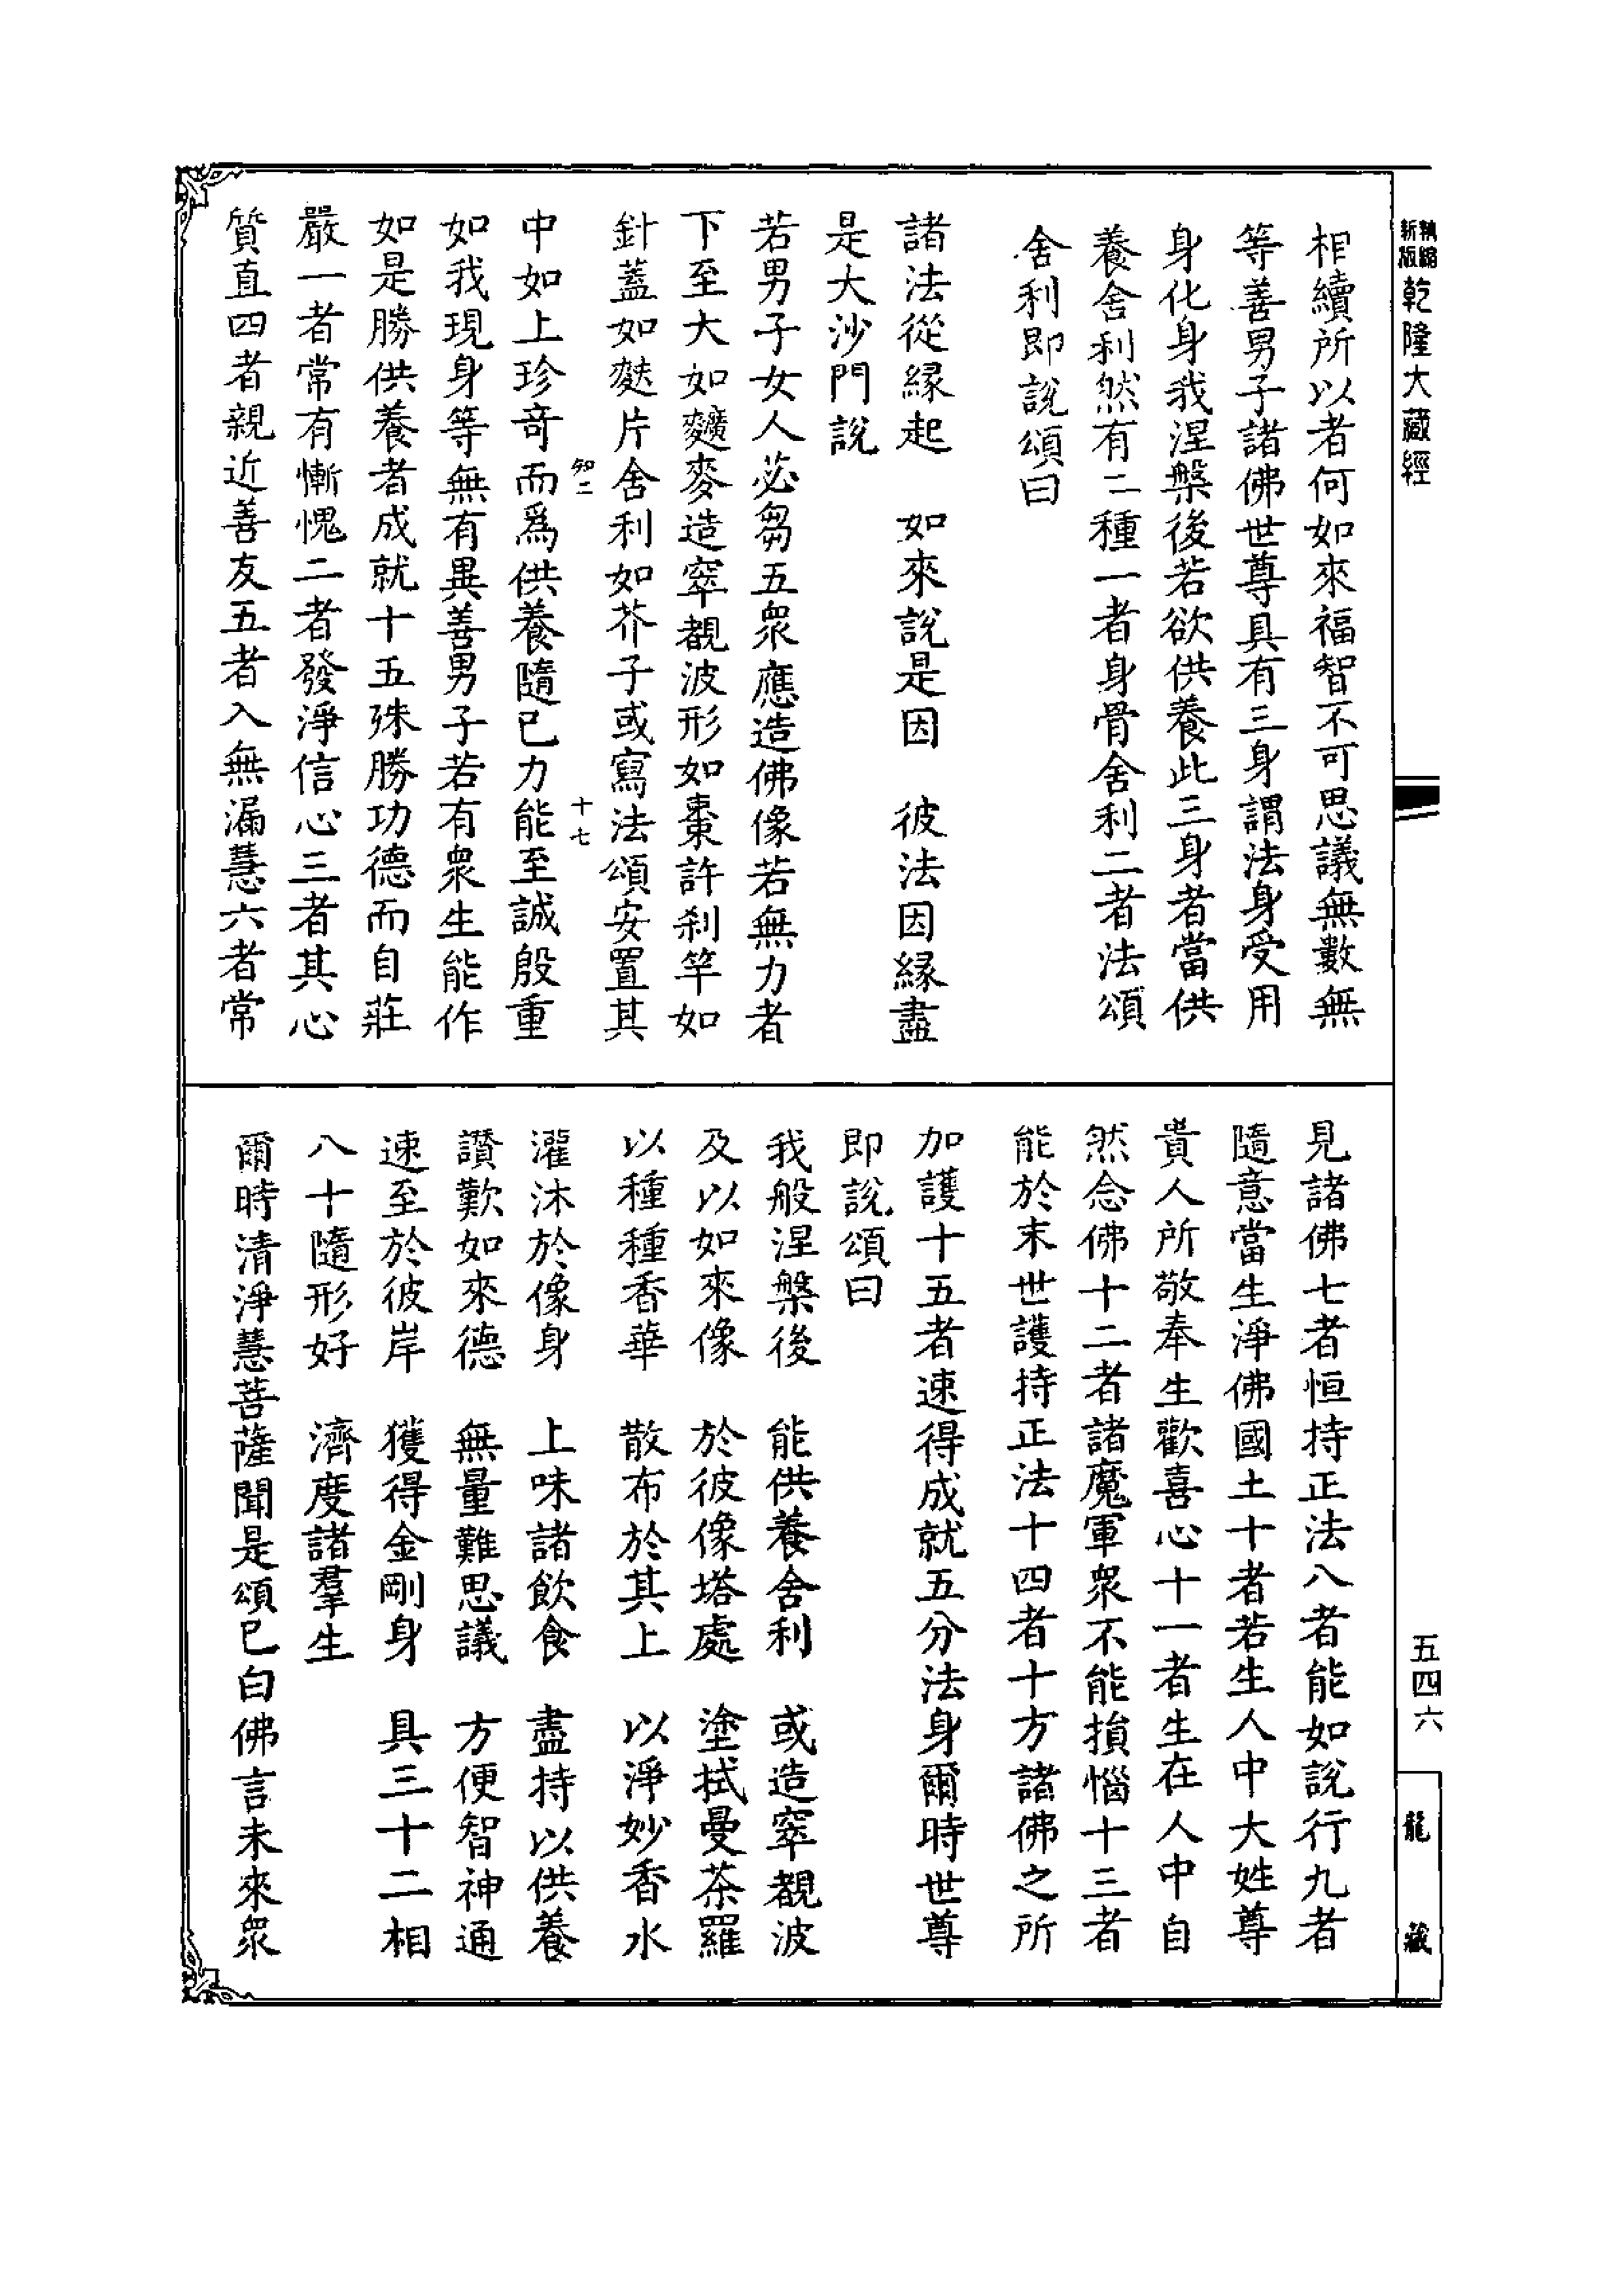 精縮
新版
乾隆大藏經
五四六
龍藏
相續所以者何如來福智不可思議無數無
等善男子諸佛世尊具有三身謂法身受用
身化身我涅槃後若欲供養此三身者當供
養舍利然有二種一者身骨舍利二者法頌
舍利即說頌曰
諸法從緣起　如來說是因　彼法因緣盡
是大沙門說
若男子女人苾芻五眾應造佛像若無力者
下至大如䵃麥造窣覩波形如棗許刹竿如
針蓋如麩片舍利如芥子或寫法頌安置其
知二
十七
中如上珍奇而為供養隨已力能至誠殷重
如我現身等無有異善男子若有眾生能作
如是勝供養者成就十五殊勝功德而自莊
嚴一者常有慚愧二者發淨信心三者其心
質直四者親近善友五者入無漏慧六者常
見諸佛七者恒持正法八者能如說行九者
隨意當生淨佛國土十者若生人中大姓尊
貴人所敬奉生歡喜心十一者生在人中自
然念佛十二者諸魔軍眾不能損惱十三者
能於末世護持正法十四者十方諸佛之所
加護十五者速得成就五分法身爾時世尊
即說頌曰
我般涅槃後　能供養舍利　或造窣覩波
及以如來像　於彼像塔處　塗拭曼荼羅
以種種香華　散布於其上　以淨妙香水
灌沐於像身　上味諸飲食　盡持以供養
讚歎如來德　無量難思議　方便智神通
速至於彼岸　獲得金剛身　具三十二相
八十隨形好　濟度諸羣生
爾時清淨慧菩薩聞是頌已白佛言未來眾